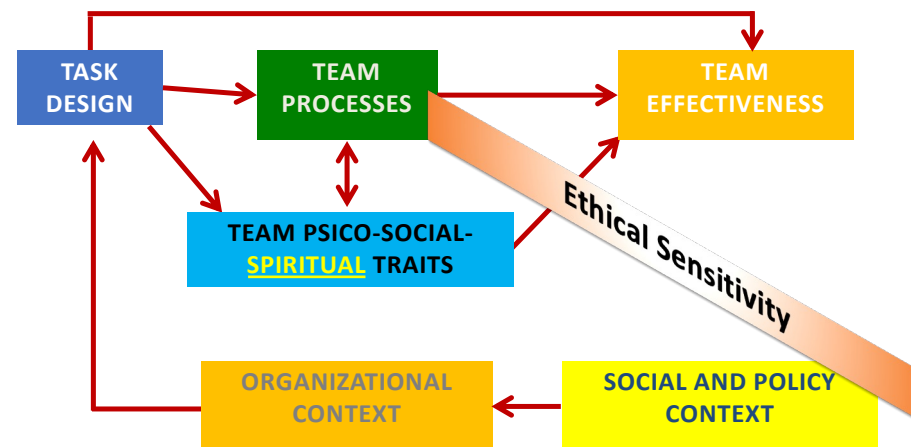 TASK
DESIGN
TEAM
PROCESSES
TEAM
EFFECTIVENESS
TEAM PSICO-SOCIAL-
SPIRITUAL TRAITS
Ethical Sensitivity
ORGANIZATIONAL
CONTEXT
SOCIAL AND POLICY
CONTEXT